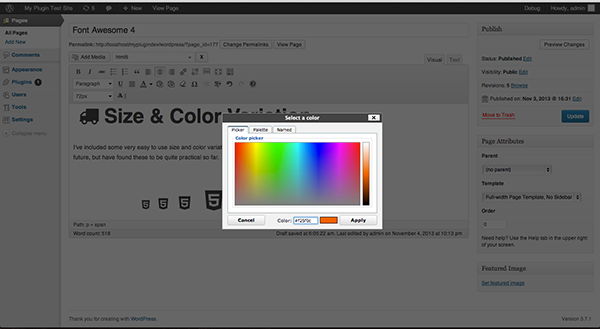 My Plugin Test Site
5
New
View Page
Debug
Howdy, admin
Pages
All Pages
Add New
Comments
Appearance
Plugins
Users
Tools
Settings
Collapse menu
Font Awesome 4
Permalink: http://localhost/myplugindev/wordpress/?page_id=177
Change Permalinks
View Page
Add Media
html5
Visual
Text
Paragraph
72px
Size & Color
I've included some very easy to use size and color
future, but have found these to be quite practical so far.
Path: p » span
Word count: 518
Draft saved at 6:05:22 am. Last edited by admin on November 4, 2013 at 10:13 pm
Select a color
Picker
Palette
Named
Color picker
Cancel
Color:
Apply
Publish
Preview Changes
Status: Published Edit
Visibility: Public Edit
Revisions: 5 Browse
Published on: Nov 3, 2013 @ 16:31 Edit
Move to Trash
Update
Page Attributes
Parent
(no parent)
Template
Full-width Page Template, No Sidebar
Order
0
Need help? Use the Help tab in the upper right
of your screen.
Featured Image
Set featured image
Thank you for creating with WordPress.
Version 3.7.1